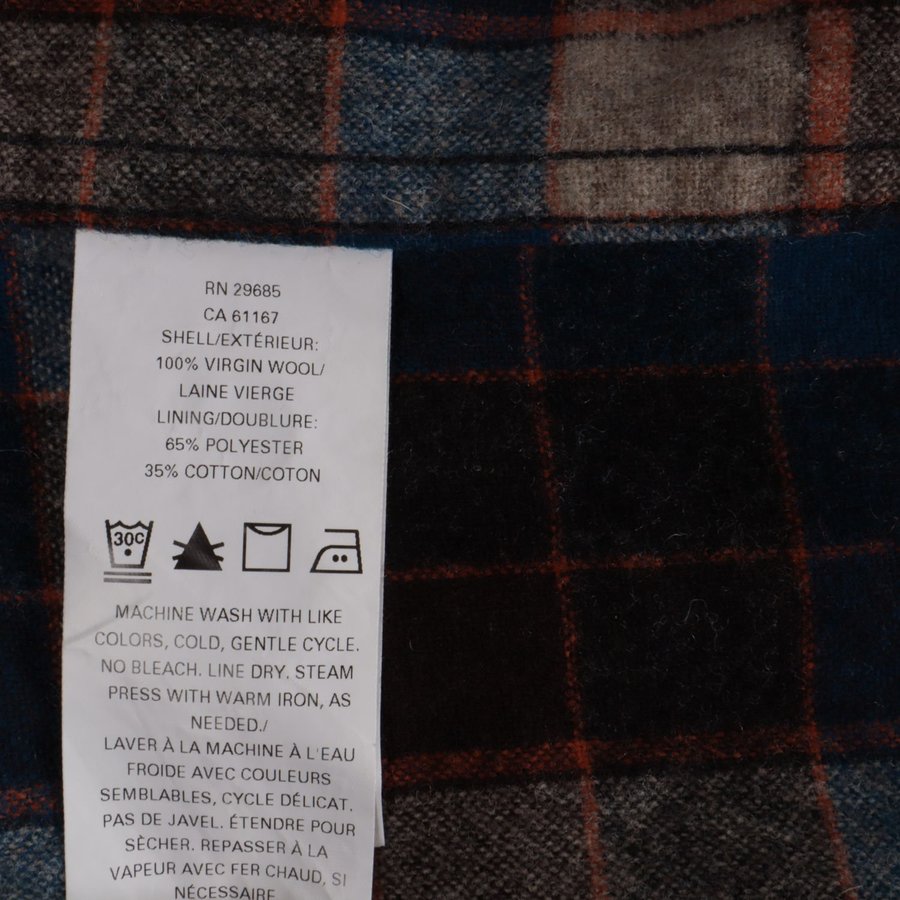 RN 29685
CA 61167
SHELL/EXTÉRIEUR:
100% VIRGIN WOOL/
LAINE VIERGE
LINING/DOUBLURE:
65% POLYESTER
35% COTTON/COTON
30C
MACHINE WASH WITH LIKE
COLORS, COLD, GENTLE CYCLE.
NO BLEACH. LINE DRY. STEAM
PRESS WITH WARM IRON, AS
NEEDED./
LAVER À LA MACHINE À L'EAU
FROIDE AVEC COULEURS
SEMBLABLES, CYCLE DÉLICAT.
PAS DE JAVEL. ÉTENDRE POUR
SÈCHER. REPASSER À LA
VAPEUR AVEC FER CHAUD, SI
NÉCESSAIRE